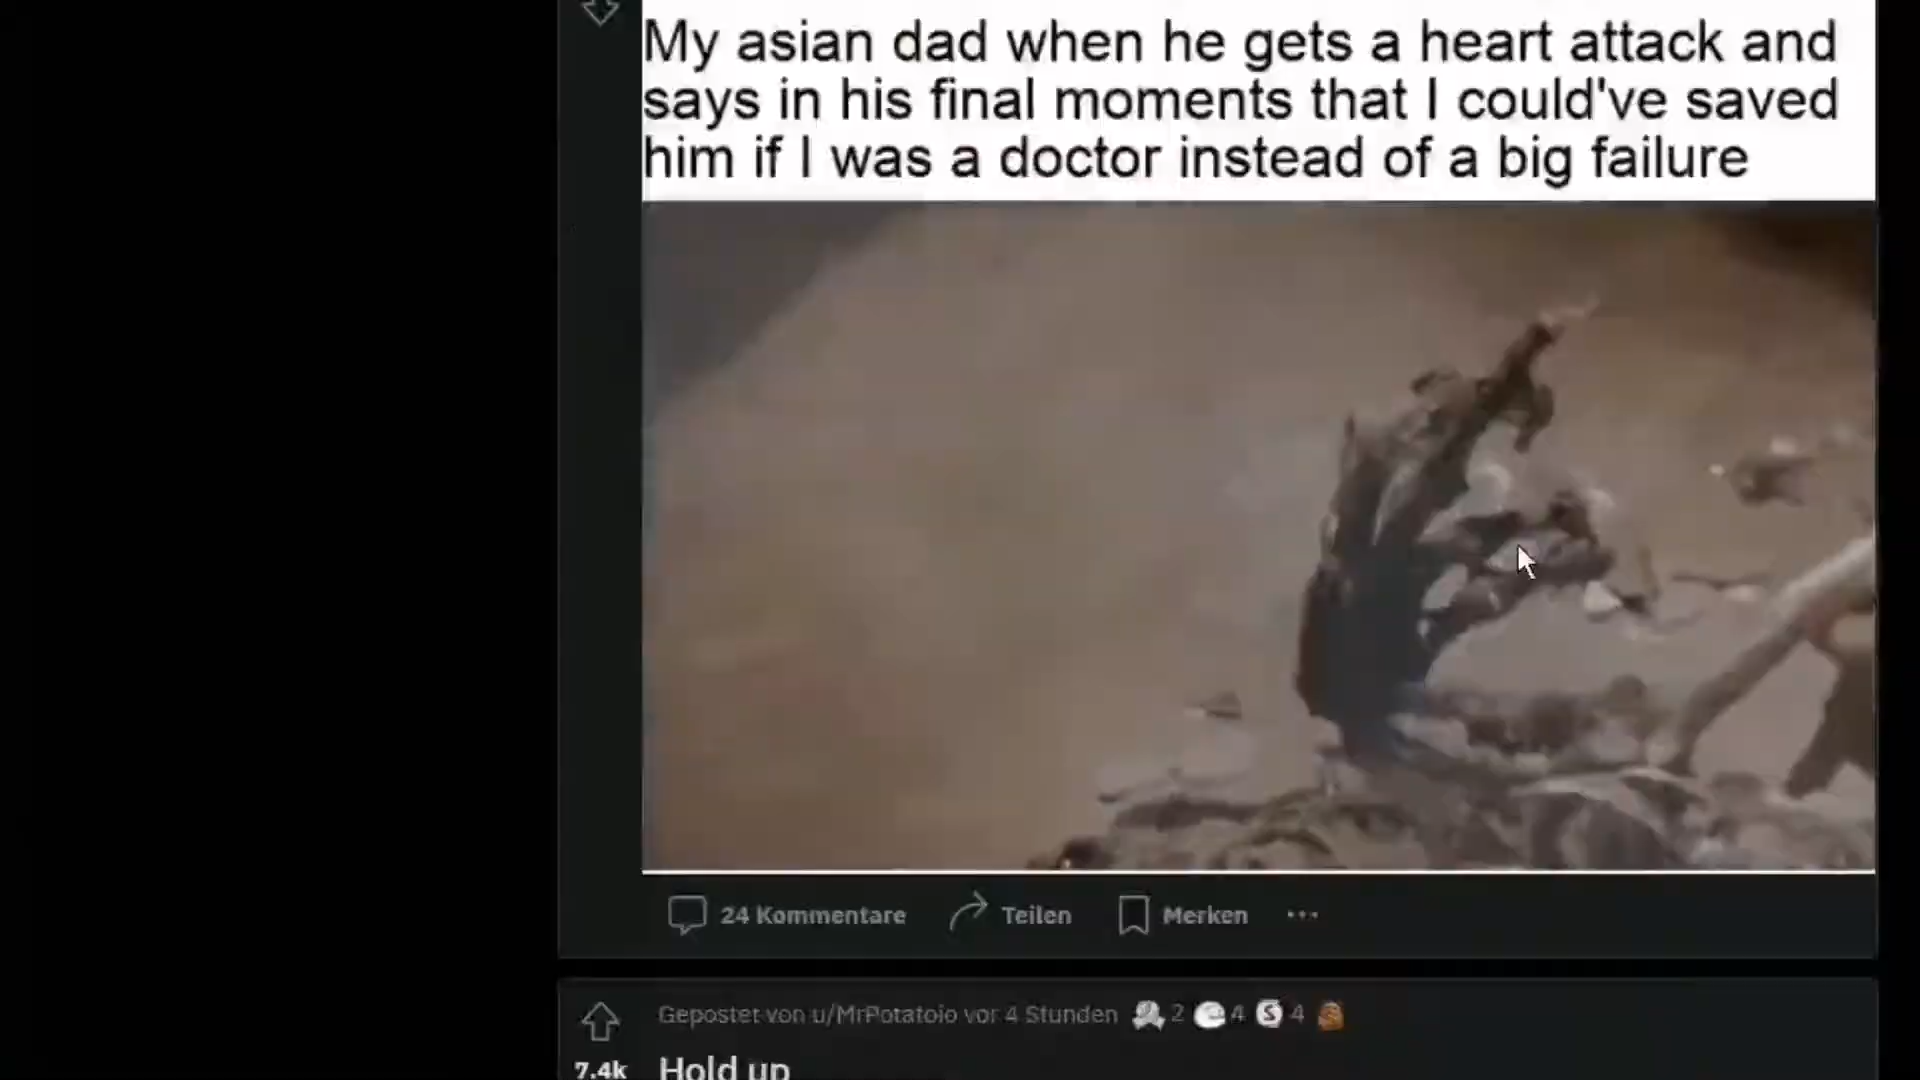 My asian dad when he gets a heart attack and
says in his final moments that I could've saved
him if I was a doctor instead of a big failure
24 Kommentare Teilen Merken
Gepostet von u/MrPotatoio vor 4 Stunden 2 4 S 4
7.4k Hold up